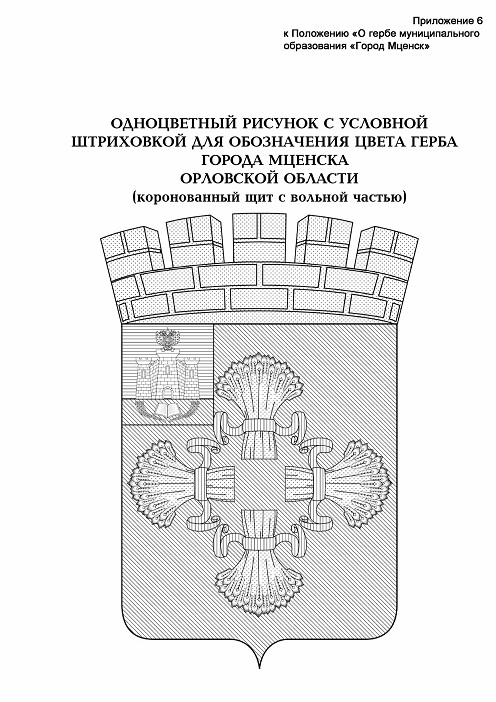 Приложение 6
к Положению «О гербе муниципального
образования «Город Мценск»
ОДНОЦВЕТНЫЙ РИСУНОК С УСЛОВНОЙ
ШТРИХОВКОЙ ДЛЯ ОБОЗНАЧЕНИЯ ЦВЕТА ГЕРБА
ГОРОДА МЦЕНСКА
ОРЛОВСКОЙ ОБЛАСТИ
(коронованный щит с вольной частью)